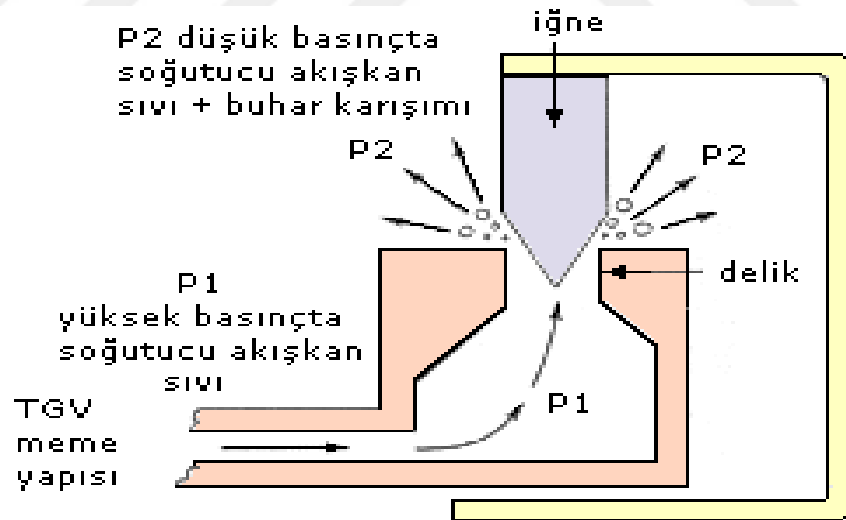 iğne
P2 düşük basınçta
soğutucu akışkan
sıvı + buhar karışımı
P2
P2
delik
P1
yüksek basınçta
soğutucu akışkan
sıvı
P1
TGV
meme
yapısı